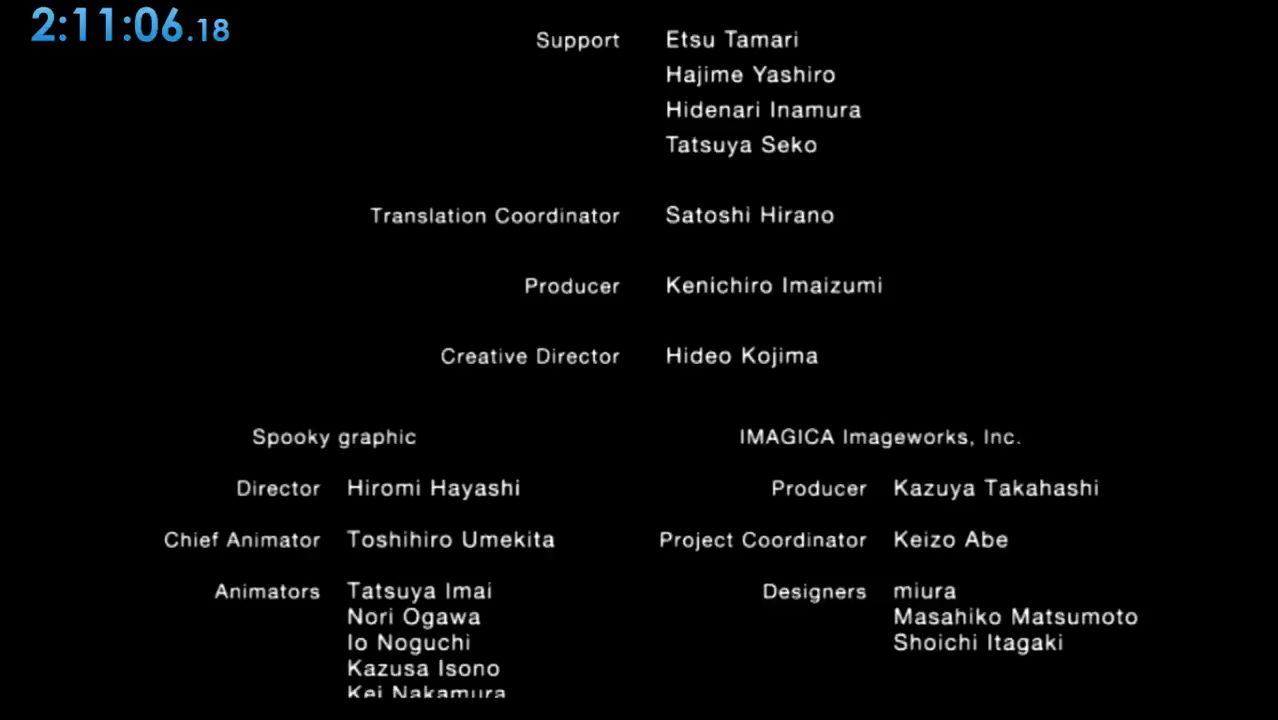 2:11:06.18
Support Etsu Tamari
Hajime Yashiro
Hidenari Inamura
Tatsuya Seko
Translation Coordinator Satoshi Hirano
Producer Kenichiro Imaizumi
Creative Director Hideo Kojima
Spooky graphic
Director Hiromi Hayashi
Chief Animator Toshihiro Umekita
Animators Tatsuya Imai
Nori Ogawa
Io Noguchi
Kazusa Isono
Kei Nakamura
IMAGICA Imageworks, Inc.
Producer Kazuya Takahashi
Project Coordinator Keizo Abe
Designers miura
Masahiko Matsumoto
Shoichi Itagaki